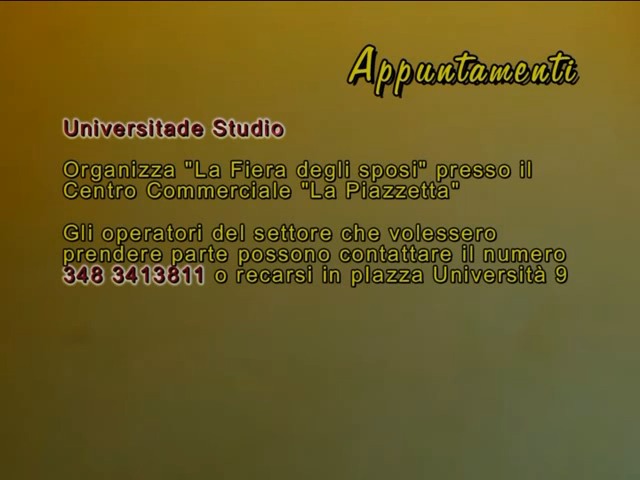 Appuntamenti
Universitade Studio
Organizza "La Fiera degli sposi" presso il
Centro Commerciale "La Piazzetta"
Gli operatori del settore che volessero
prendere parte possono contattare il numero
348 3413811 o recarsi in piazza Università 9